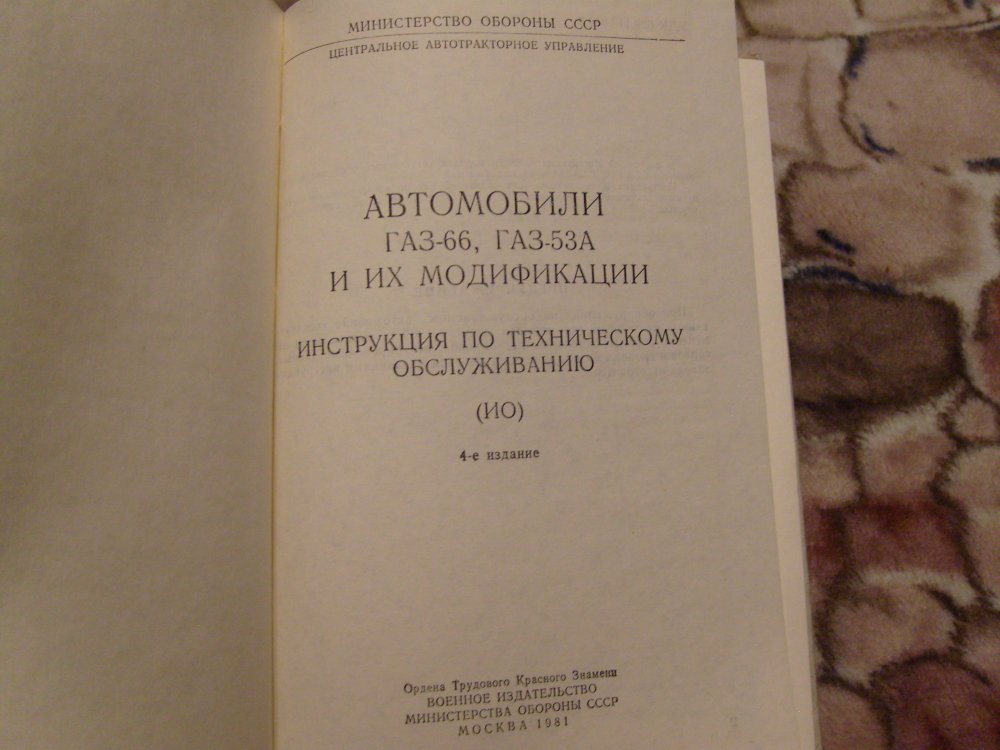 МИНИСТЕРСТВО ОБОРОНЫ СССР
ЦЕНТРАЛЬНОЕ АВТОТРАКТОРНОЕ УПРАВЛЕНИЕ
АВТОМОБИЛИ
ГАЗ-66, ГАЗ-53А
И ИХ МОДИФИКАЦИИ
ИНСТРУКЦИЯ ПО ТЕХНИЧЕСКОМУ
ОБСЛУЖИВАНИЮ
(ИО)
4-е издание
Ордена Трудового Красного Знамени
ВОЕННОЕ ИЗДАТЕЛЬСТВО
МИНИСТЕРСТВА ОБОРОНЫ СССР
МОСКВА 1981